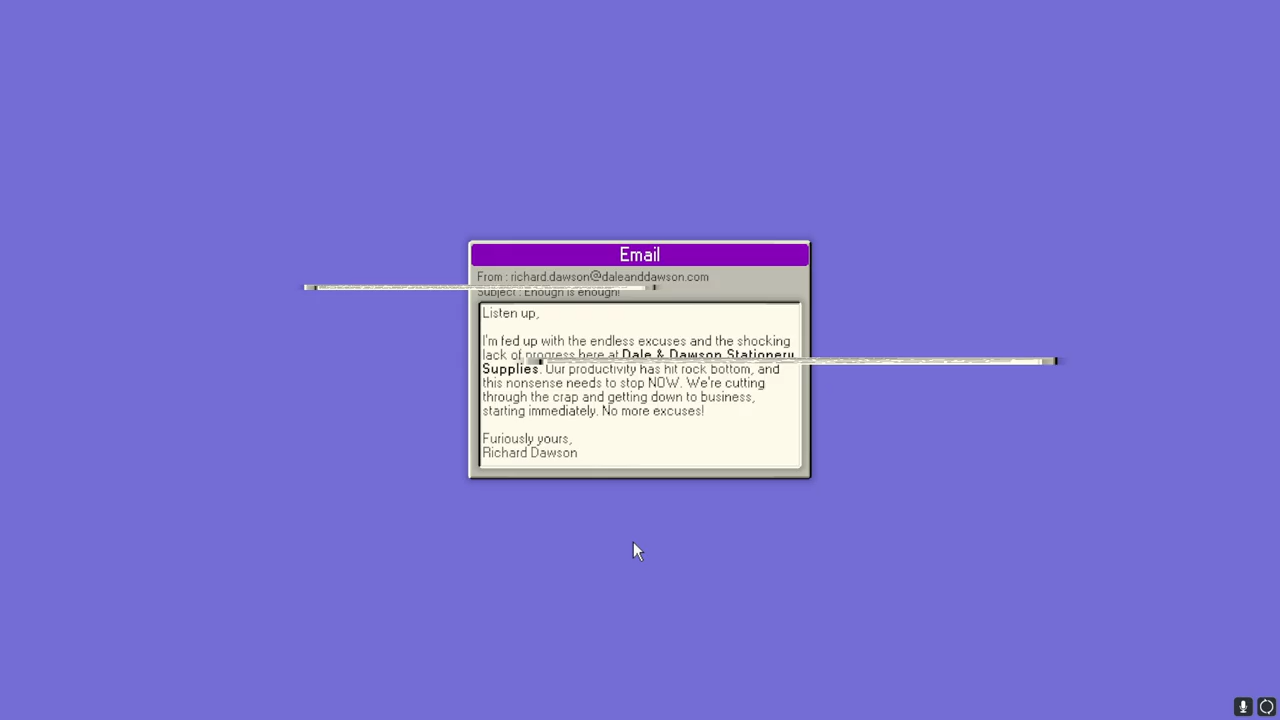 Email
From : richard.dawson@daleanddawson.com
Subject : Enough is enough!
Listen up,
I'm fed up with the endless excuses and the shocking
lack of progress here at Dale & Dawson Stationery
Supplies. Our productivity has hit rock bottom, and
this nonsense needs to stop NOW. We're cutting
through the crap and getting down to business,
starting immediately. No more excuses!
Furiously yours,
Richard Dawson